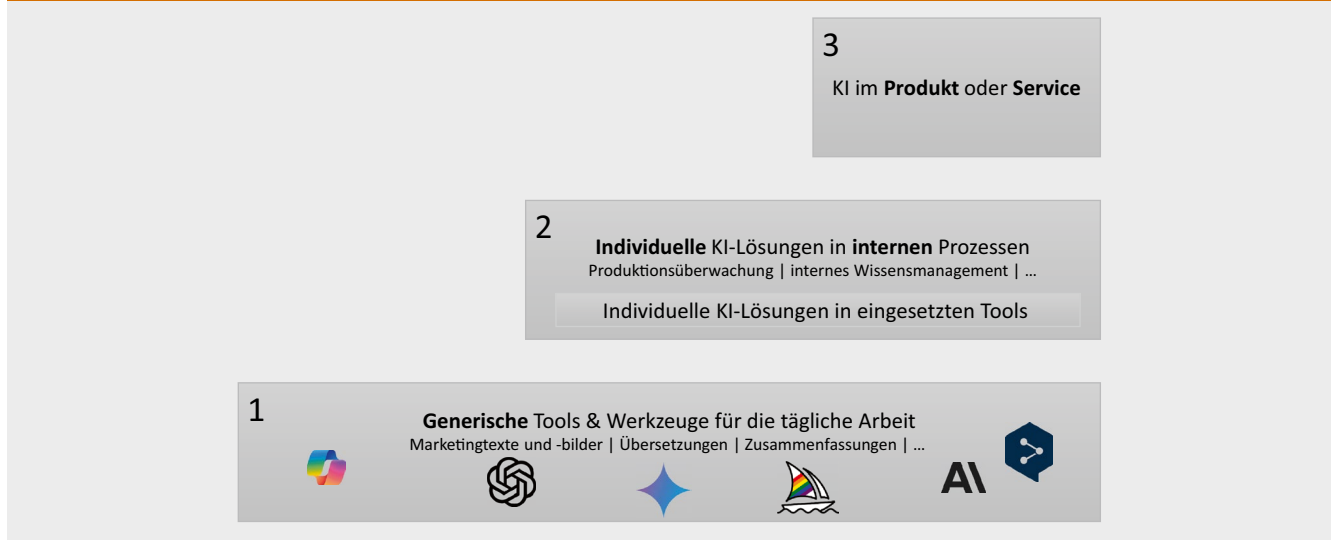 3
KI im Produkt oder Service
2
Individuelle KI-Lösungen in internen Prozessen
Produktionsüberwachung | internes Wissensmanagement | …
Individuelle KI-Lösungen in eingesetzten Tools
1
Generische Tools & Werkzeuge für die tägliche Arbeit
Marketingtexte und -bilder | Übersetzungen | Zusammenfassungen | …
A\